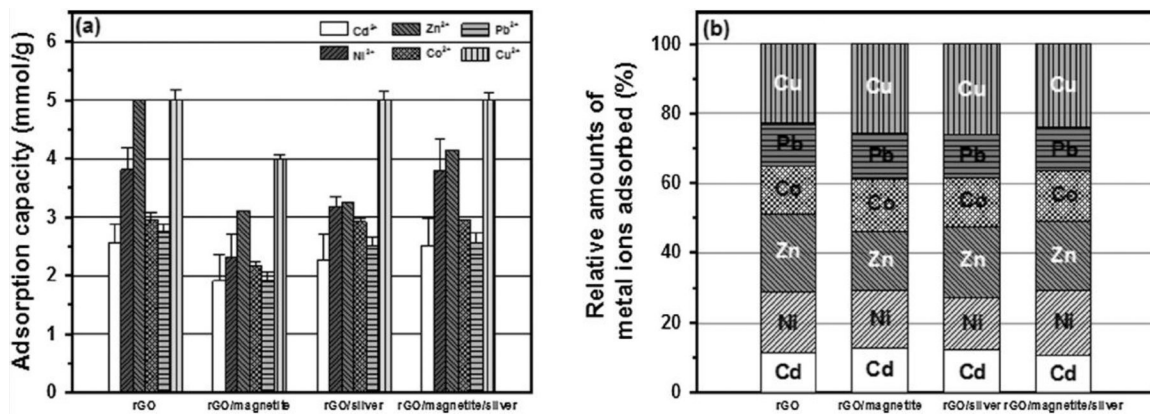 (a)
Cd²⁺ Zn²⁺ Pb²⁺
Ni²⁺ Co²⁺ Cu²⁺
Adsorption capacity (mmol/g)
6
5
4
3
2
1
0
rGO rGO/magnetite rGO/silver rGO/magnetite/silver
(b)
Relative amounts of
metal ions adsorbed (%)
100
80
60
40
20
0
Cu Cu Cu Cu
Pb Pb Pb Pb
Co Co Co Co
Zn Zn Zn Zn
Ni Ni Ni Ni
Cd Cd Cd Cd
rGO rGO/magnetite rGO/silver rGO/magnetite/silver